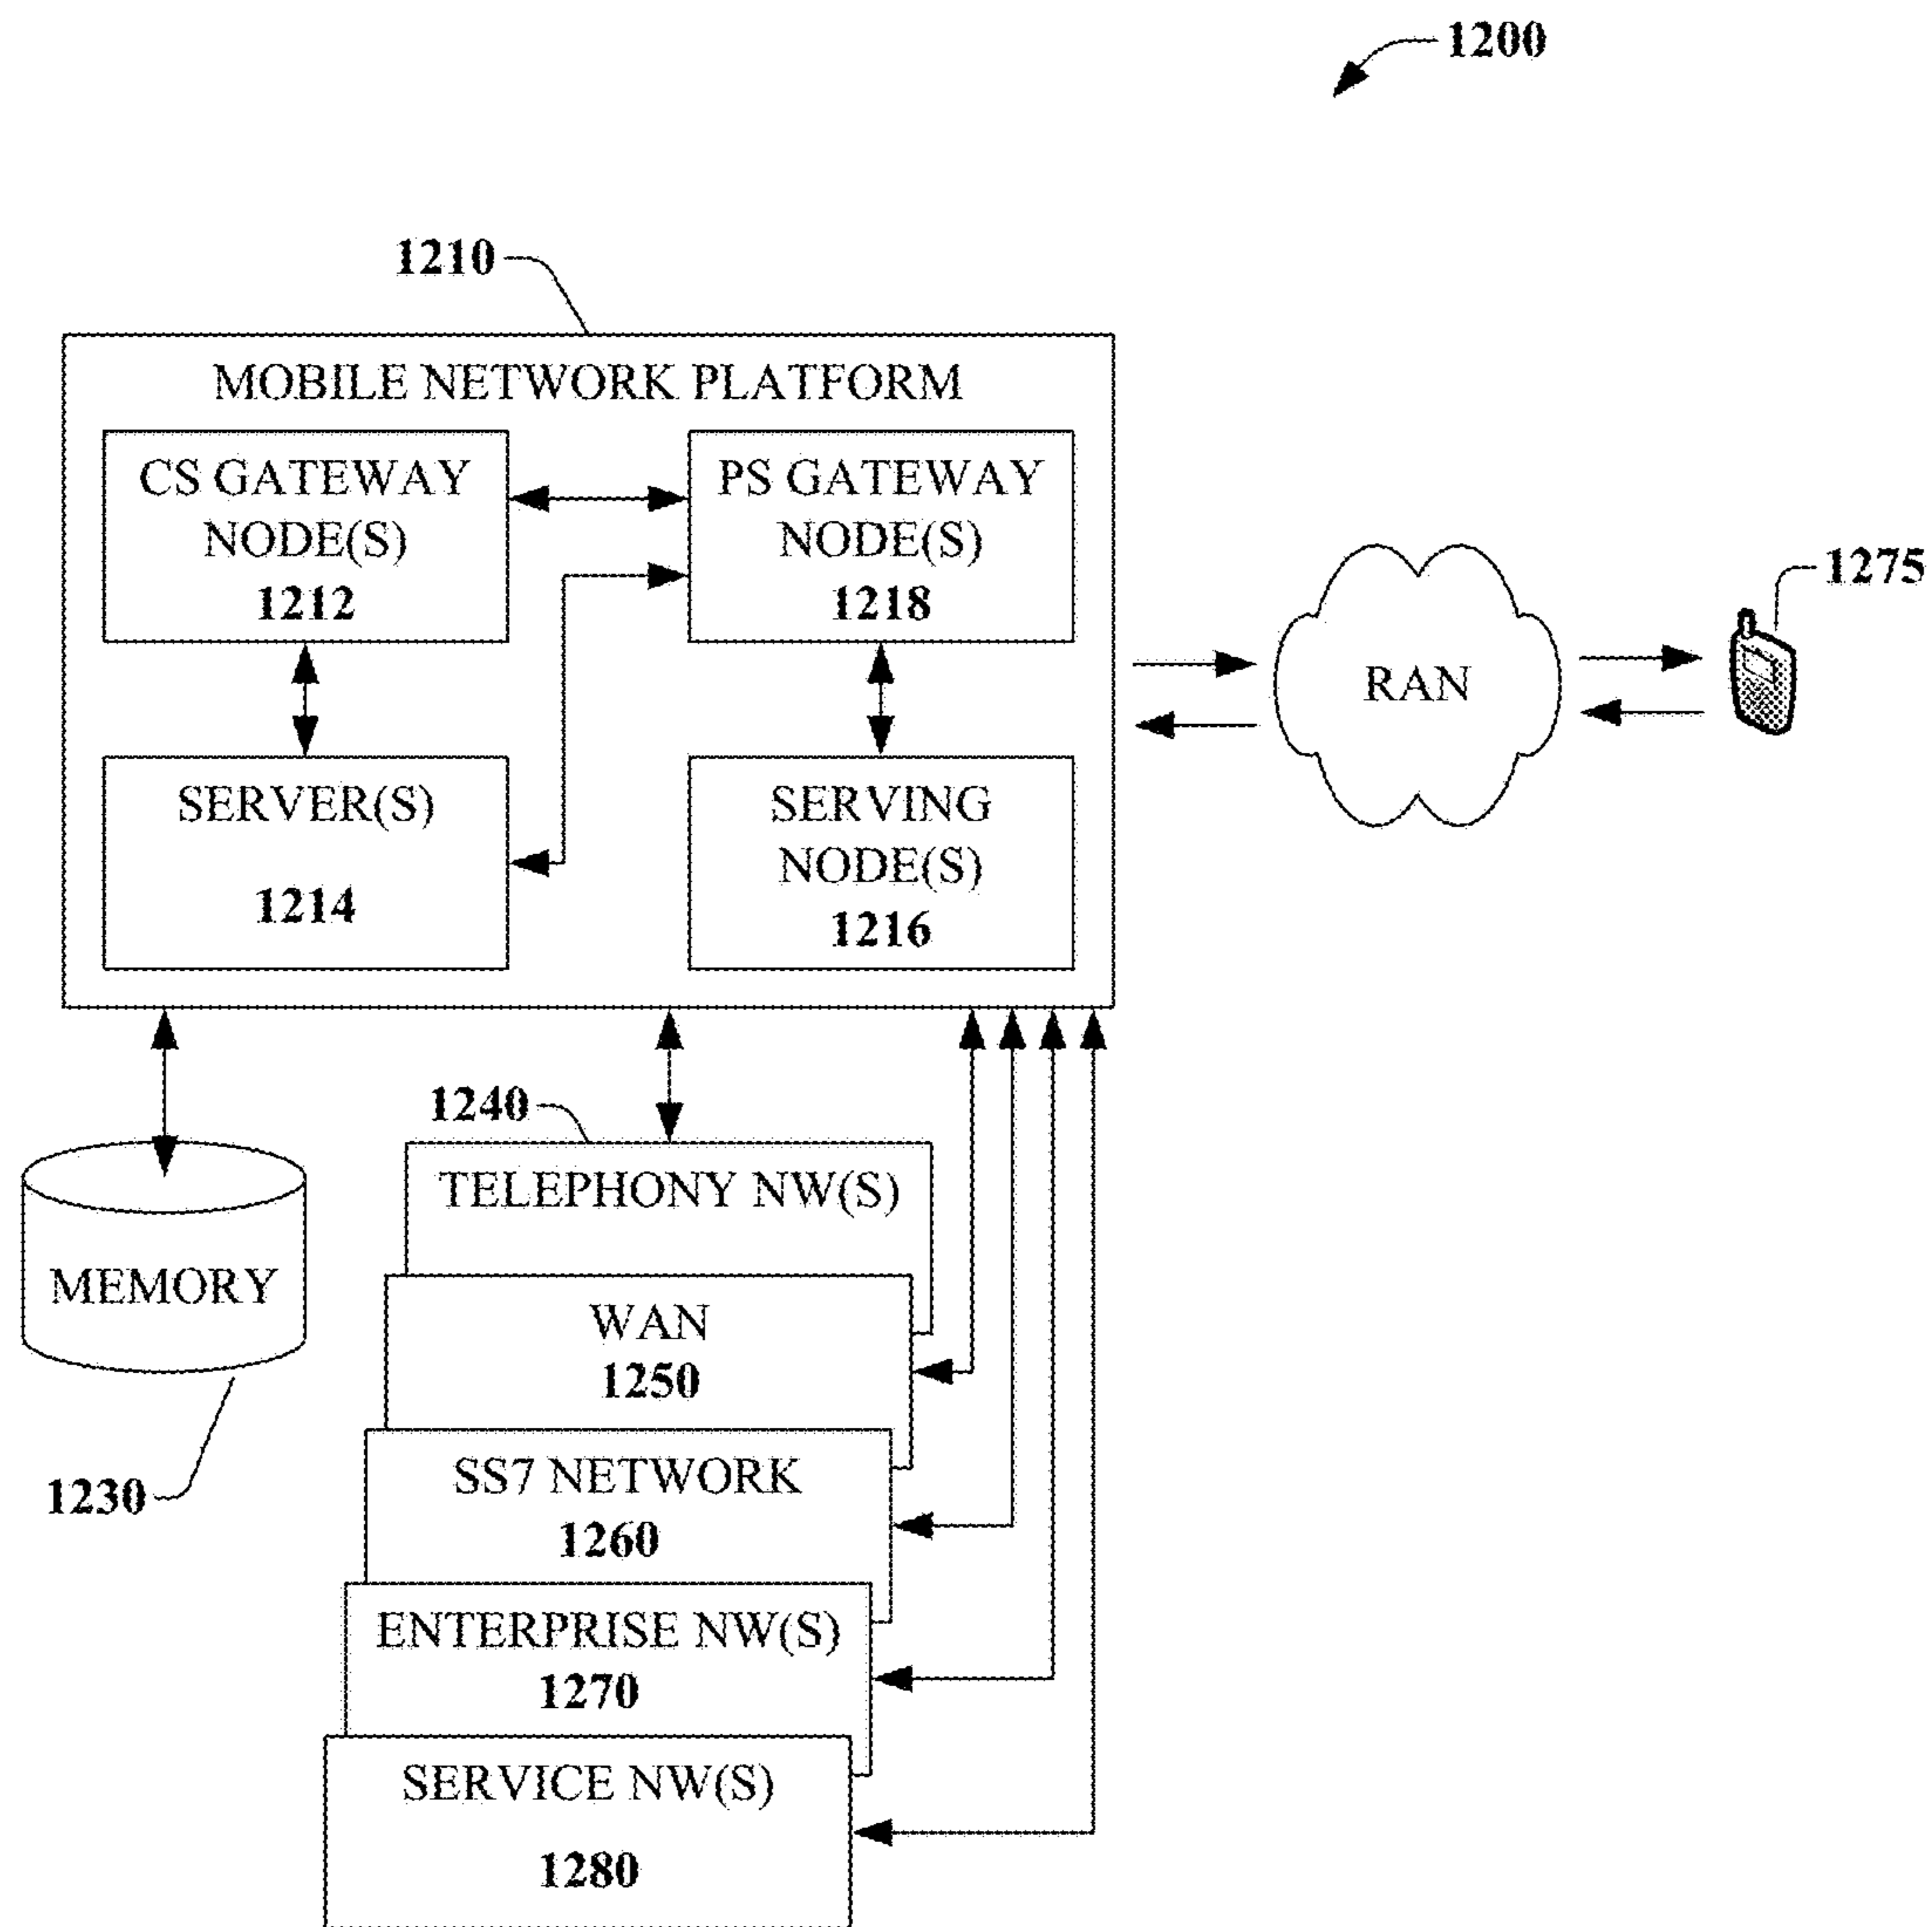 1200
1210
MOBILE NETWORK PLATFORM
CS GATEWAY
NODE(S)
1212
PS GATEWAY
NODE(S)
1218
SERVER(S)
1214
SERVING
NODE(S)
1216
RAN
1275
1240
TELEPHONY NW(S)
MEMORY
1230
WAN
1250
SS7 NETWORK
1260
ENTERPRISE NW(S)
1270
SERVICE NW(S)
1280